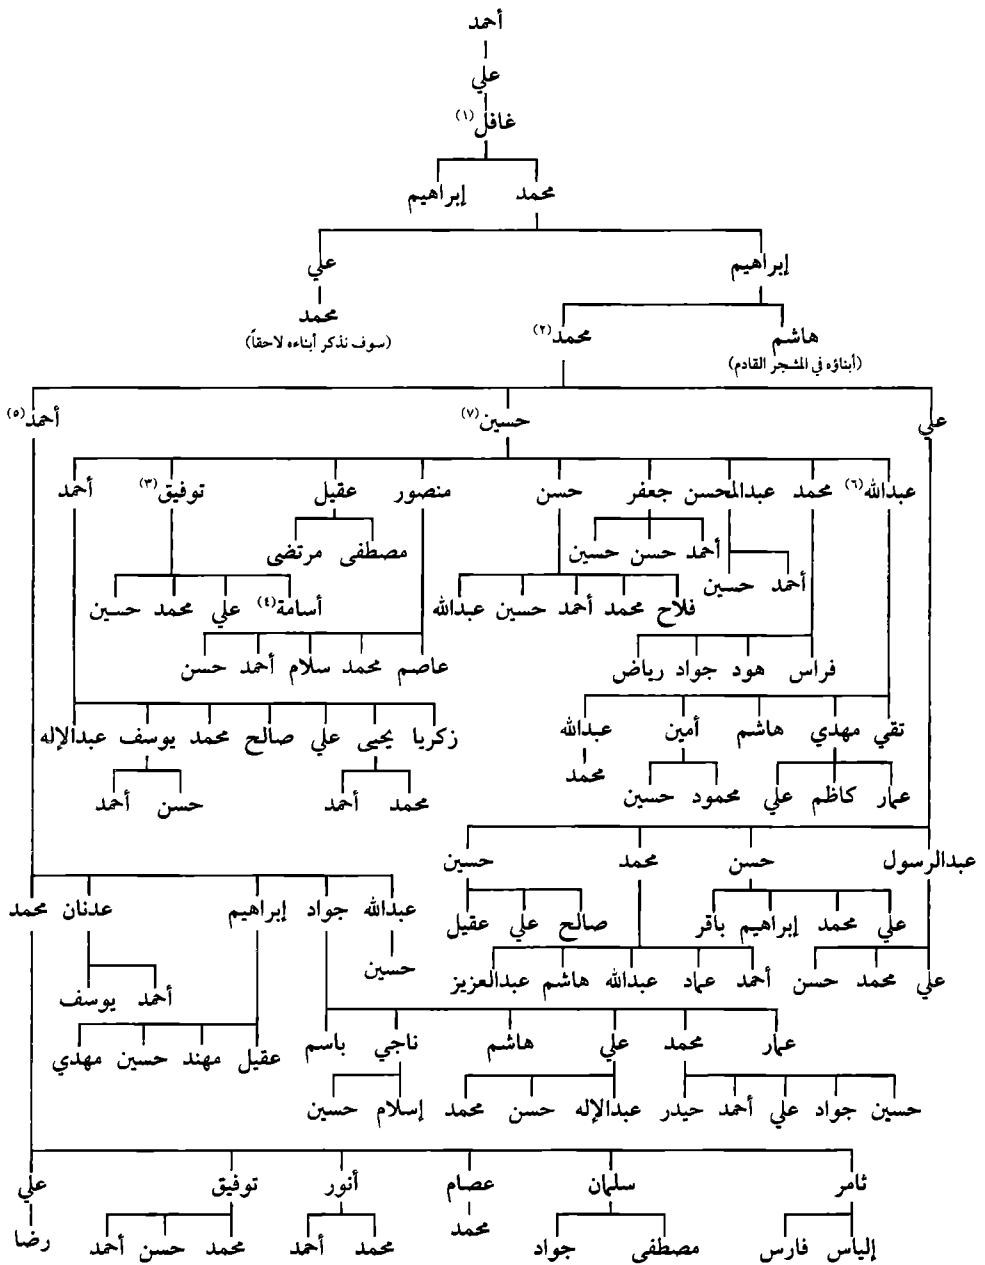 أحمد
علي
غافل(١)
محمد إبراهيم
إبراهيم علي
محمد
هاشم محمد(٢)
(سوف نذكر أبناءه لاحقاً)
(أبناؤه في المشجر القادم)
علي حسين(٧) أحمد(٥)
عبدالله(٦) محمد عبدالمحسن جعفر حسن منصور عقيل توفيق(٣) أحمد
أحمد حسن حسين مصطفى مرتضى
أحمد حسين
فلاح محمد أحمد حسين عبدالله أسامة(٤) علي محمد حسين
فراس هود جواد رياض عاصم محمد سلام أحمد حسن
تقي مهدي هاشم أمين عبدالله زكريا يحيى علي صالح محمد يوسف عبدالإله
محمد
عمار كاظم علي محمود حسين محمد أحمد حسن أحمد
عبدالرسول حسن محمد حسين
عبدالله جواد إبراهيم عدنان محمد
علي محمد إبراهيم باقر صالح علي عقيل
حسين
علي محمد حسن أحمد عماد عبدالله هاشم عبدالعزيز
أحمد يوسف
عمار محمد علي هاشم ناجي باسم
عقيل مهند حسين مهدي
حسين جواد علي أحمد حيدر عبدالإله حسن محمد إسلام حسين
ثامر سلمان عصام أنور توفيق علي
محمد
إلياس فارس مصطفى جواد محمد أحمد محمد حسن أحمد رضا